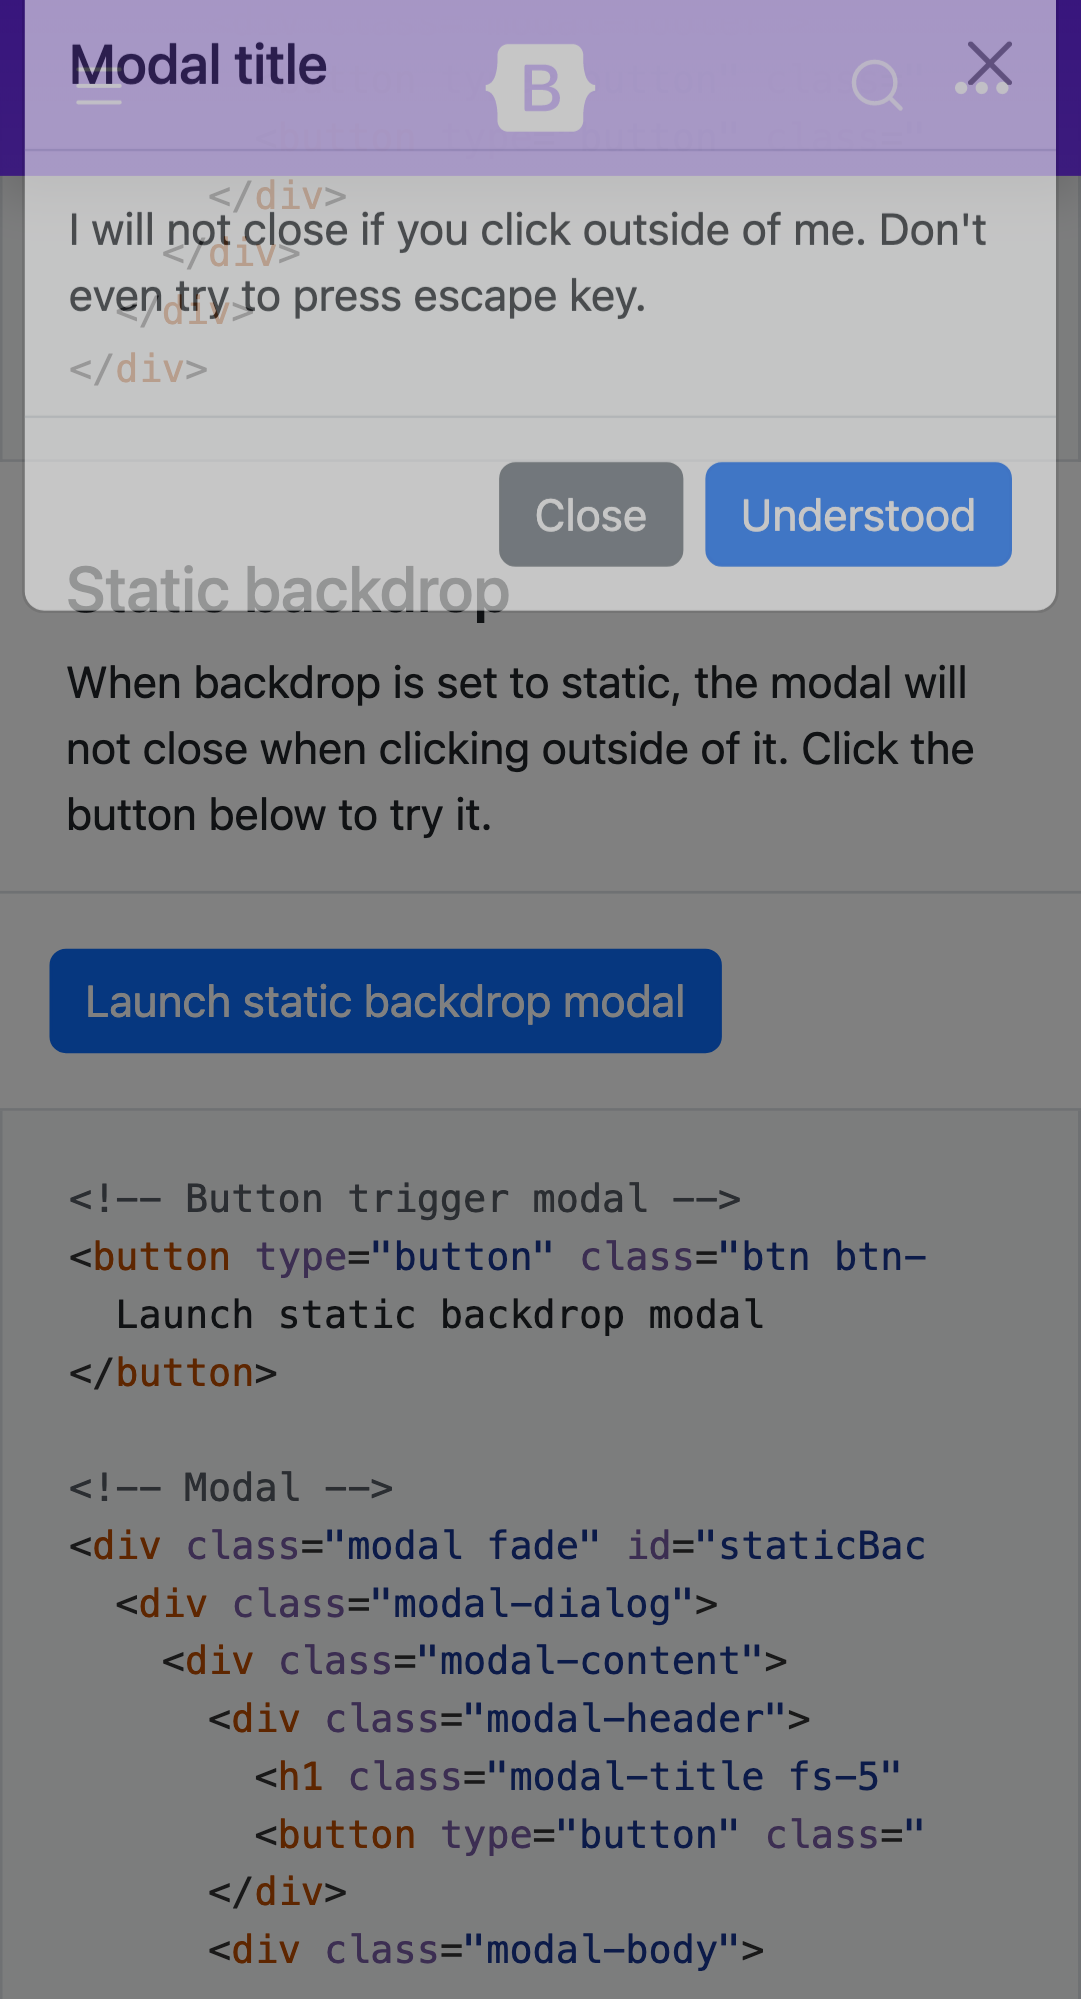 Modal title
B
<button type="button" class="
</div>
I will not close if you click outside of me. Don't
</div>
even try to press escape key.
</div>
</div>
Close
Understood
Static backdrop
When backdrop is set to static, the modal will
not close when clicking outside of it. Click the
button below to try it.
Launch static backdrop modal
<!-- Button trigger modal -->
<button type="button" class="btn btn-
Launch static backdrop modal
</button>
<!-- Modal -->
<div class="modal fade" id="staticBac
<div class="modal-dialog">
<div class="modal-content">
<div class="modal-header">
<h1 class="modal-title fs-5"
<button type="button" class="
</div>
<div class="modal-body">